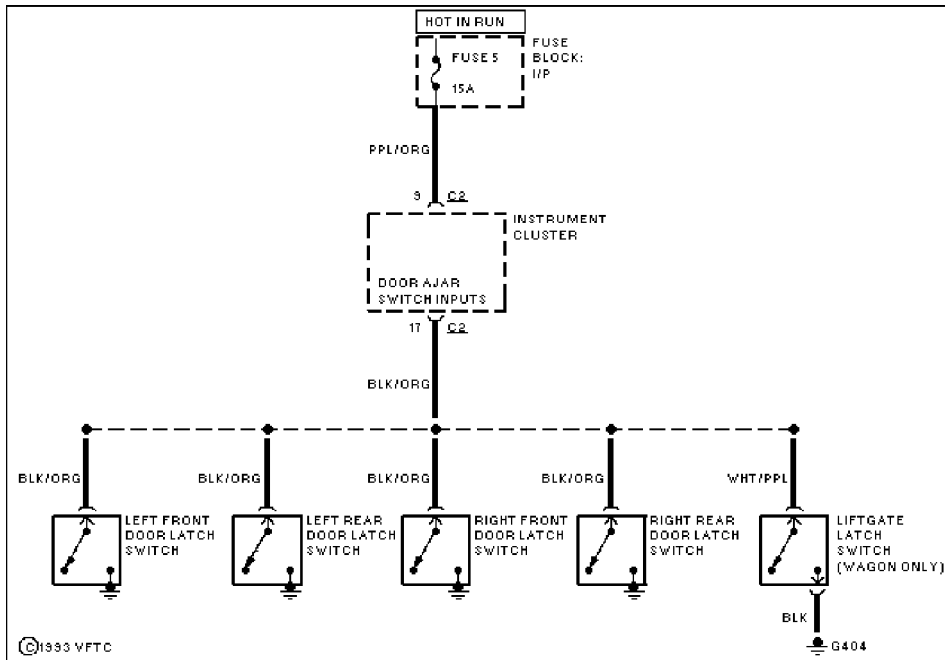 HOT IN RUN
FUSE 5
15A
FUSE
BLOCK:
I/P
PPL/ORG
9 C2
INSTRUMENT
CLUSTER
DOOR AJAR
SWITCH INPUTS
17 C2
BLK/ORG
BLK/ORG
BLK/ORG
BLK/ORG
BLK/ORG
WHT/PPL
LEFT FRONT
DOOR LATCH
SWITCH
LEFT REAR
DOOR LATCH
SWITCH
RIGHT FRONT
DOOR LATCH
SWITCH
RIGHT REAR
DOOR LATCH
SWITCH
LIFTGATE
LATCH
SWITCH
(WAGON ONLY)
BLK
G404
©1993 VFTC